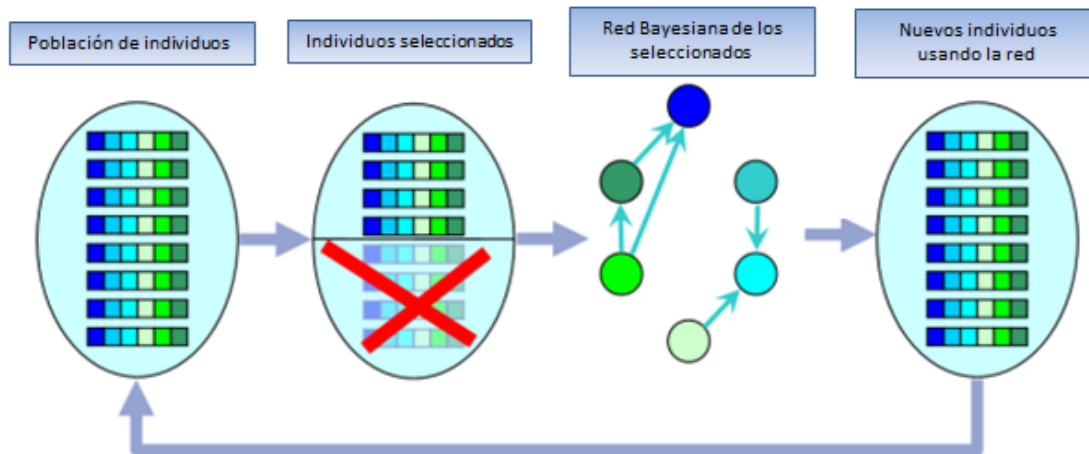 Población de individuos
Individuos seleccionados
Red Bayesiana de los
seleccionados
Nuevos individuos
usando la red